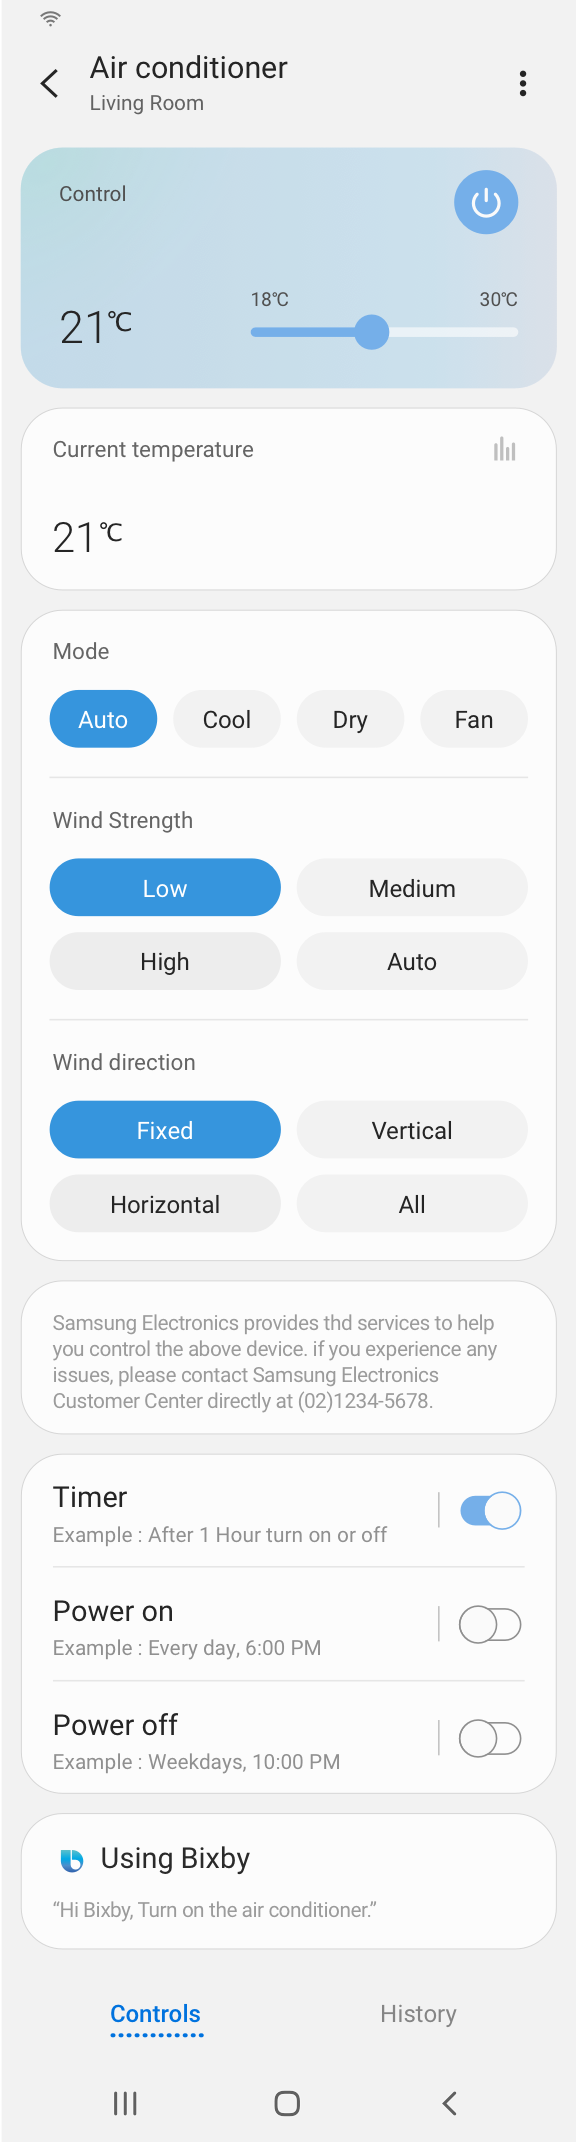 Air conditioner
Living Room
Control
18℃ 30℃
21℃
Current temperature
21℃
Mode
Auto Cool Dry Fan
Wind Strength
Low Medium
High Auto
Wind direction
Fixed Vertical
Horizontal All
Samsung Electronics provides thd services to help
you control the above device. if you experience any
issues, please contact Samsung Electronics
Customer Center directly at (02)1234-5678.
Timer
Example : After 1 Hour turn on or off
Power on
Example : Every day, 6:00 PM
Power off
Example : Weekdays, 10:00 PM
Using Bixby
“Hi Bixby, Turn on the air conditioner.”
Controls History